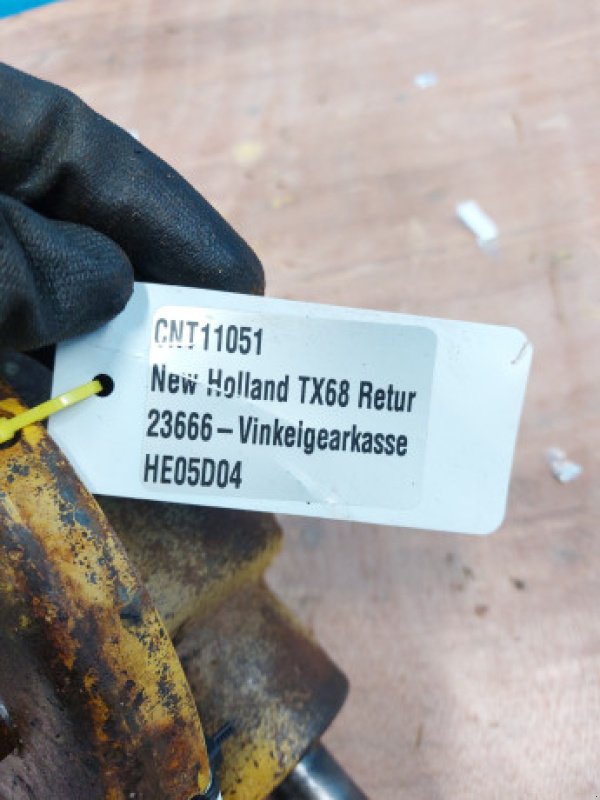 CNT11051
New Holland TX68 Retur
23666 – Vinkelgearkasse
HE05D04